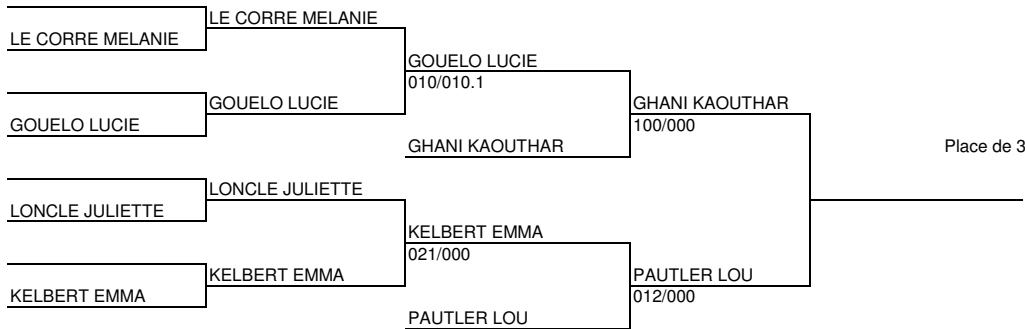 LE CORRE MELANIE
LE CORRE MELANIE
GOUELO LUCIE
010/010.1
GOUELO LUCIE
GHANI KAOUTHAR
100/000
GOUELO LUCIE
GHANI KAOUTHAR
Place de 3
LONCLE JULIETTE
LONCLE JULIETTE
KELBERT EMMA
021/000
KELBERT EMMA
PAUTLER LOU
012/000
KELBERT EMMA
PAUTLER LOU